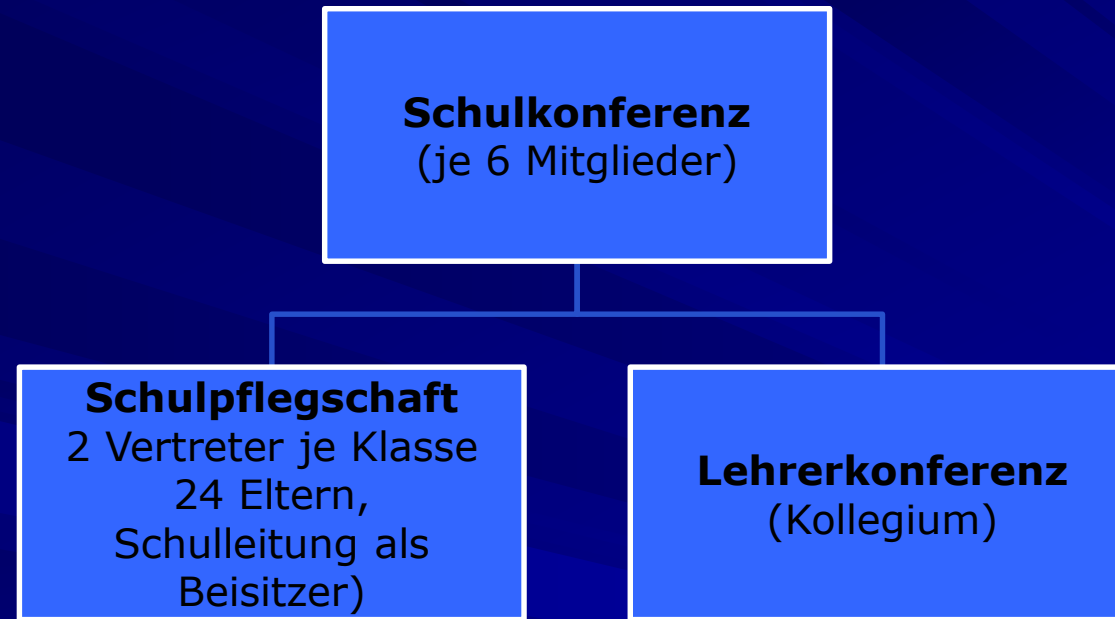 Schulkonferenz
(je 6 Mitglieder)
Schulpflegschaft
2 Vertreter je Klasse
24 Eltern,
Schulleitung als
Beisitzer)
Lehrerkonferenz
(Kollegium)